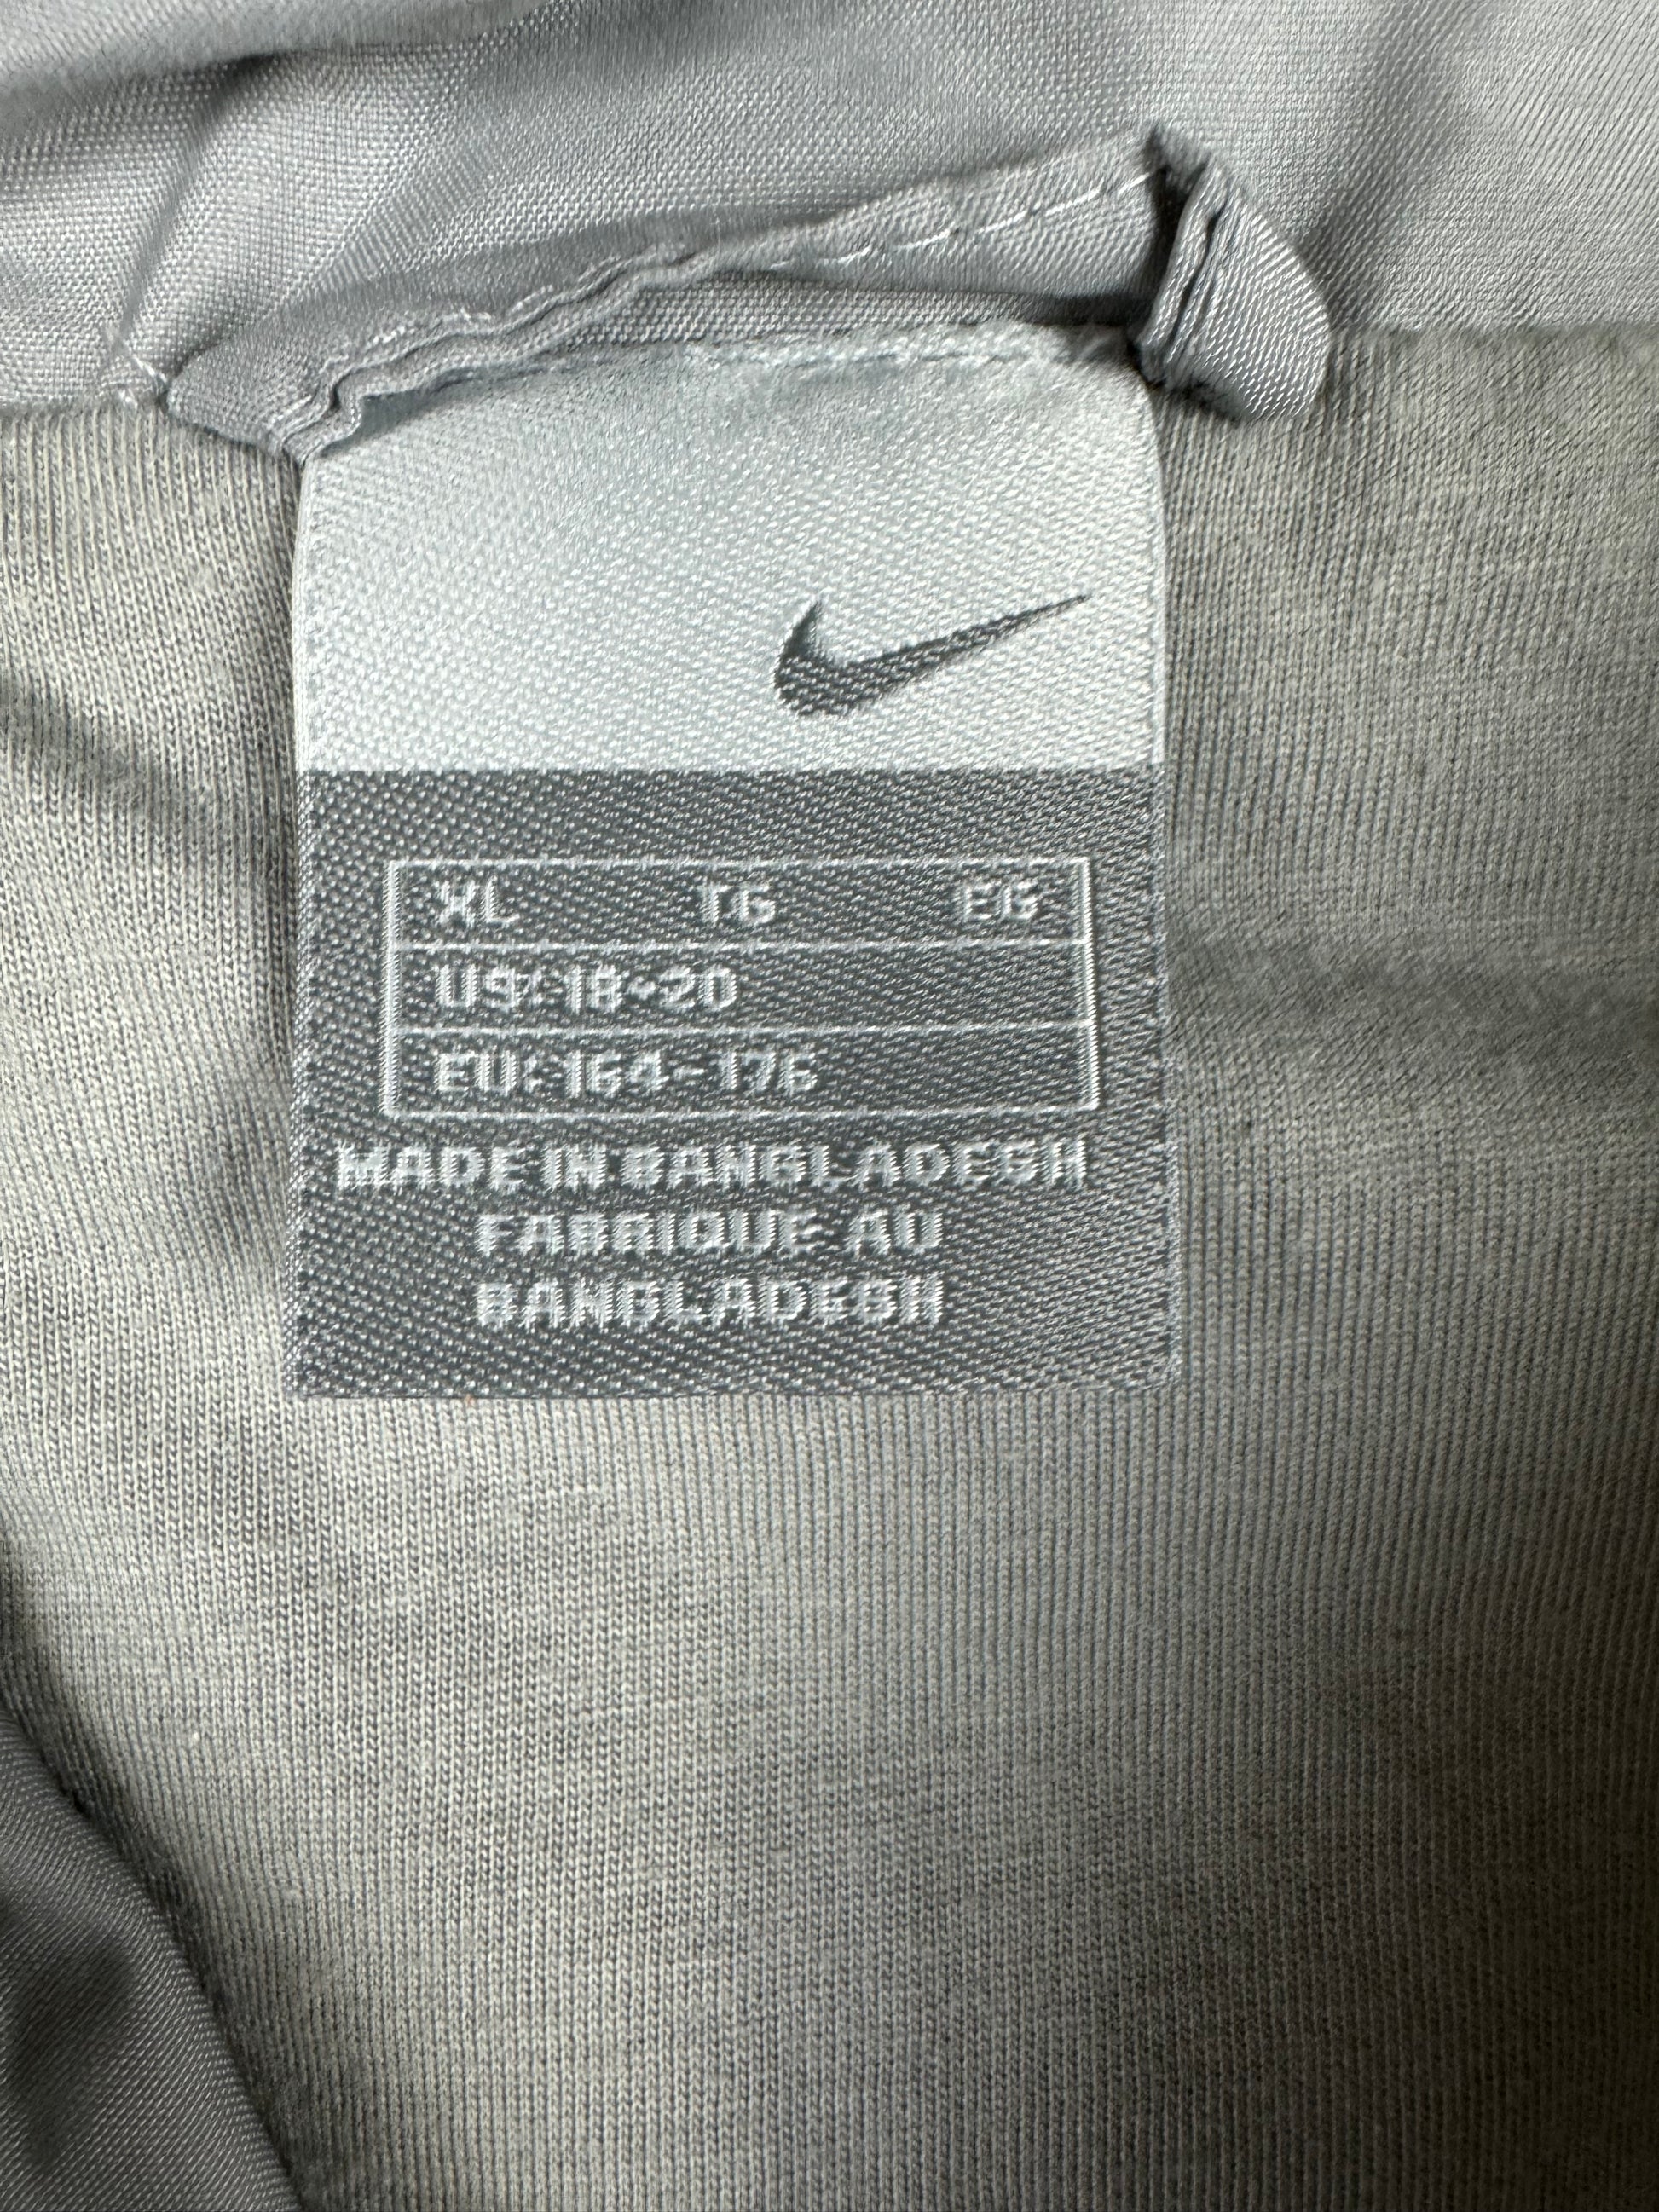 XL TG EG
US: 18-20
EU: 164-176
MADE IN BANGLADESH
FABRIQUE AU
BANGLADESH